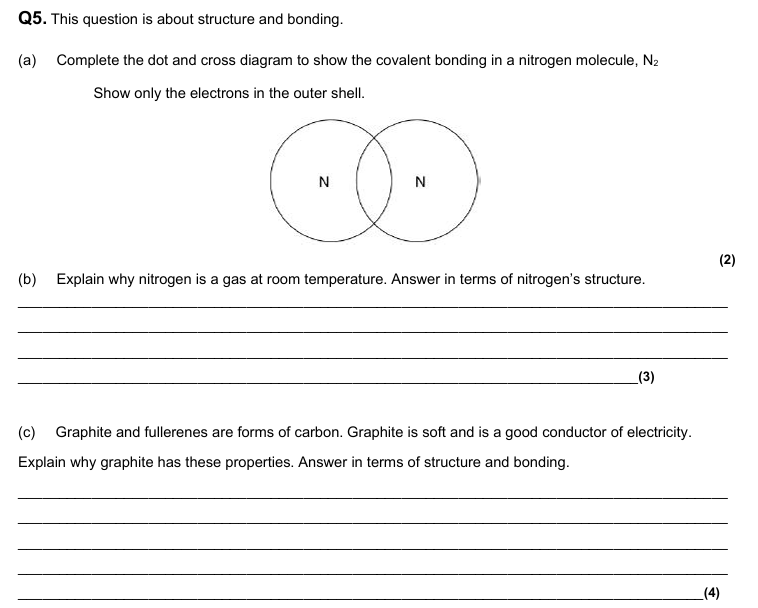 Q5. This question is about structure and bonding.
(a) Complete the dot and cross diagram to show the covalent bonding in a nitrogen molecule, N₂
Show only the electrons in the outer shell.
N N
(2)
(b) Explain why nitrogen is a gas at room temperature. Answer in terms of nitrogen’s structure.
(3)
(c) Graphite and fullerenes are forms of carbon. Graphite is soft and is a good conductor of electricity.
Explain why graphite has these properties. Answer in terms of structure and bonding.
(4)